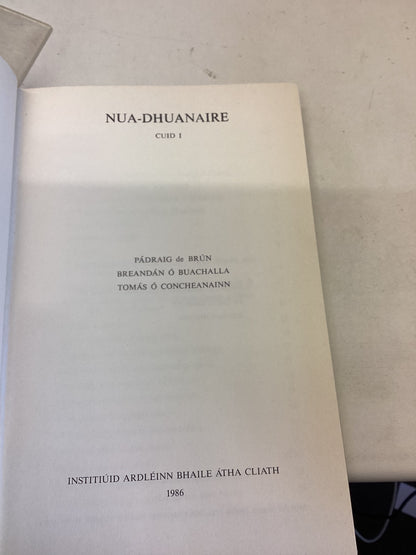 NUA-DHUANAIRE
CUID I
PÁDRAIG de BRÚN
BREANDÁN Ó BUACHALLA
TOMÁS Ó CONCHEANAINN
INSTITIÚID ARDLÉINN BHAILE ÁTHA CLIATH
1986